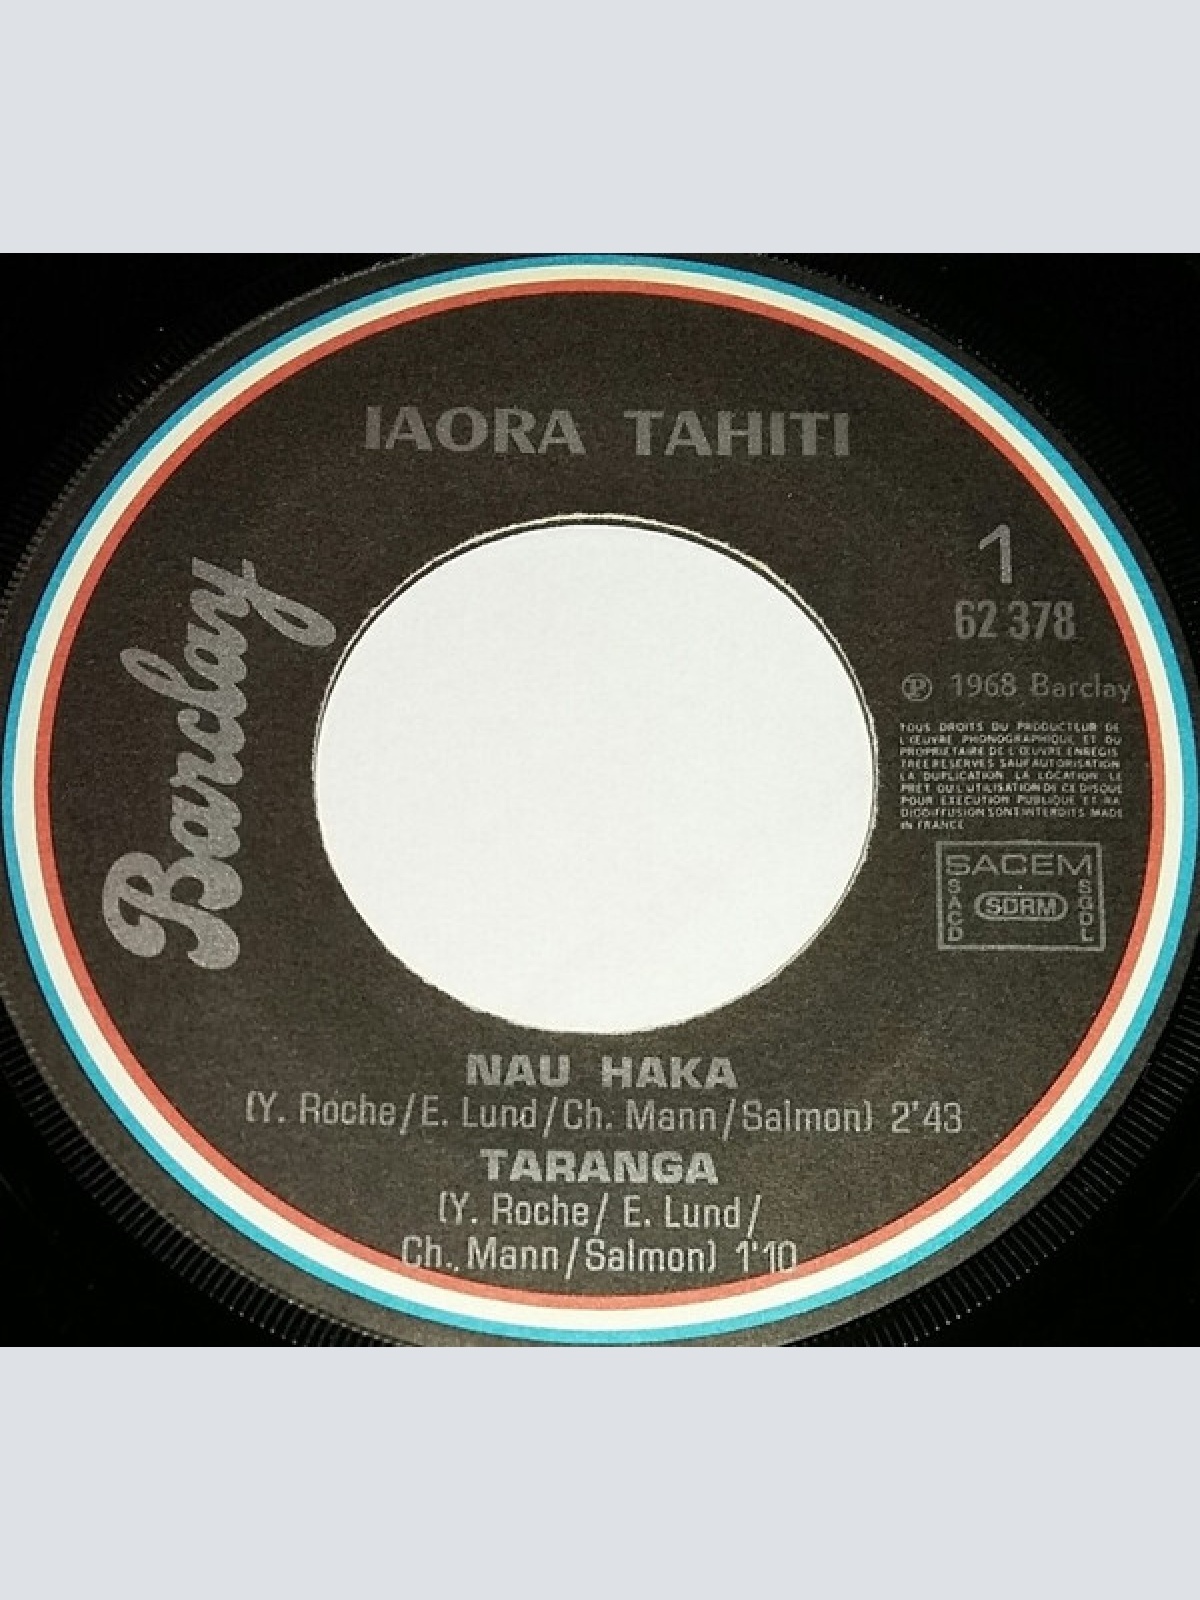 IAORA TAHITI
Barclay
1
62 378
Ⓟ 1968 Barclay
TOUS DROITS DU PRODUCTEUR DE
L'ŒUVRE PHONOGRAPHIQUE ET DU
PROPRIETAIRE DE L'ŒUVRE ENREGIS
TREE RESERVES SAUF AUTORISATION
LA DUPLICATION LA LOCATION LE
PRET OU L'UTILISATION DE CE DISQUE
POUR EXECUTION PUBLIQUE ET RA
DIODIFFUSION SONT INTERDITS MADE
IN FRANCE
SACEM
SACD
SDRM
SGDL
NAU HAKA
(Y. Roche/E. Lund/Ch. Mann/Salmon) 2'43
TARANGA
(Y. Roche/ E. Lund/
Ch. Mann/Salmon) 1'10